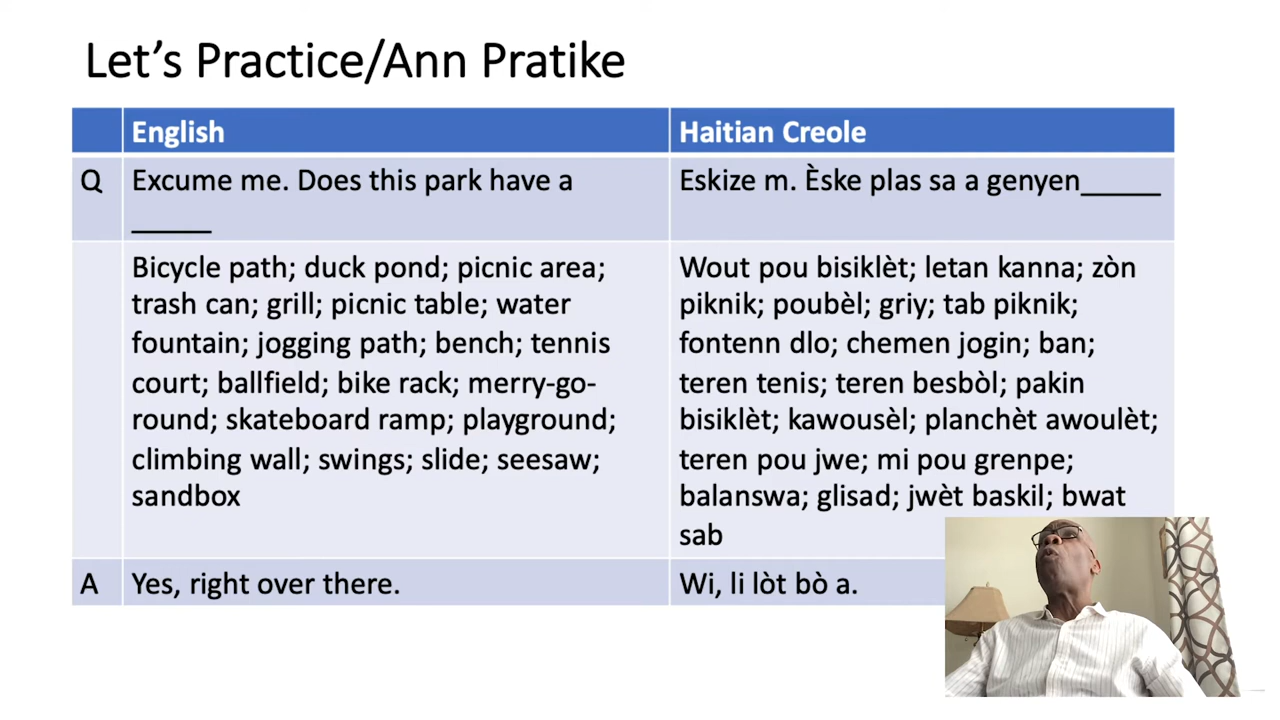 Let's Practice/Ann Pratike
English
Haitian Creole
Q
Excume me. Does this park have a
_____
Eskize m. Èske plas sa a genyen_____
Bicycle path; duck pond; picnic area;
trash can; grill; picnic table; water
fountain; jogging path; bench; tennis
court; ballfield; bike rack; merry-go-
round; skateboard ramp; playground;
climbing wall; swings; slide; seesaw;
sandbox
Wout pou bisiklèt; letan kanna; zòn
piknik; poubèl; griy; tab piknik;
fontenn dlo; chemen jogin; ban;
teren tenis; teren besbòl; pakin
bisiklèt; kawousèl; planchèt awoulèt;
teren pou jwe; mi pou grenpe;
balanswa; glisad; jwèt baskil; bwat
sab
A
Yes, right over there.
Wi, li lòt bò a.